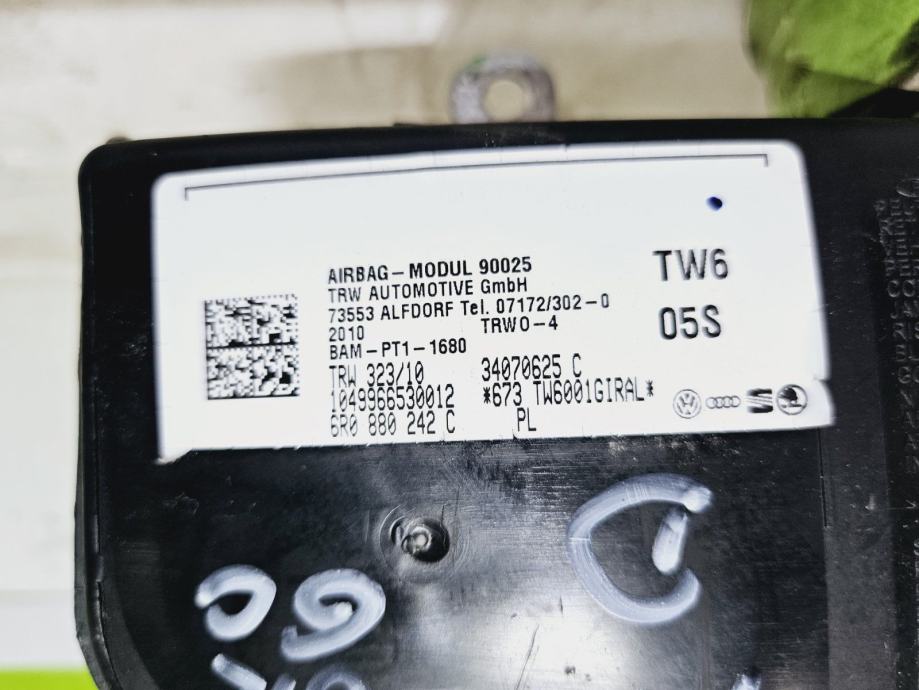 AIRBAG-MODUL 90025
TRW AUTOMOTIVE GmbH
73553 ALFDORF Tel. 07172/302-0
2010 TRWO-4
BAM-PT1-1680
TRW 323/10 34070625 C
1049966530012 *673 TW6001GIRAL*
6R0 880 242 C PL
TW6
05S